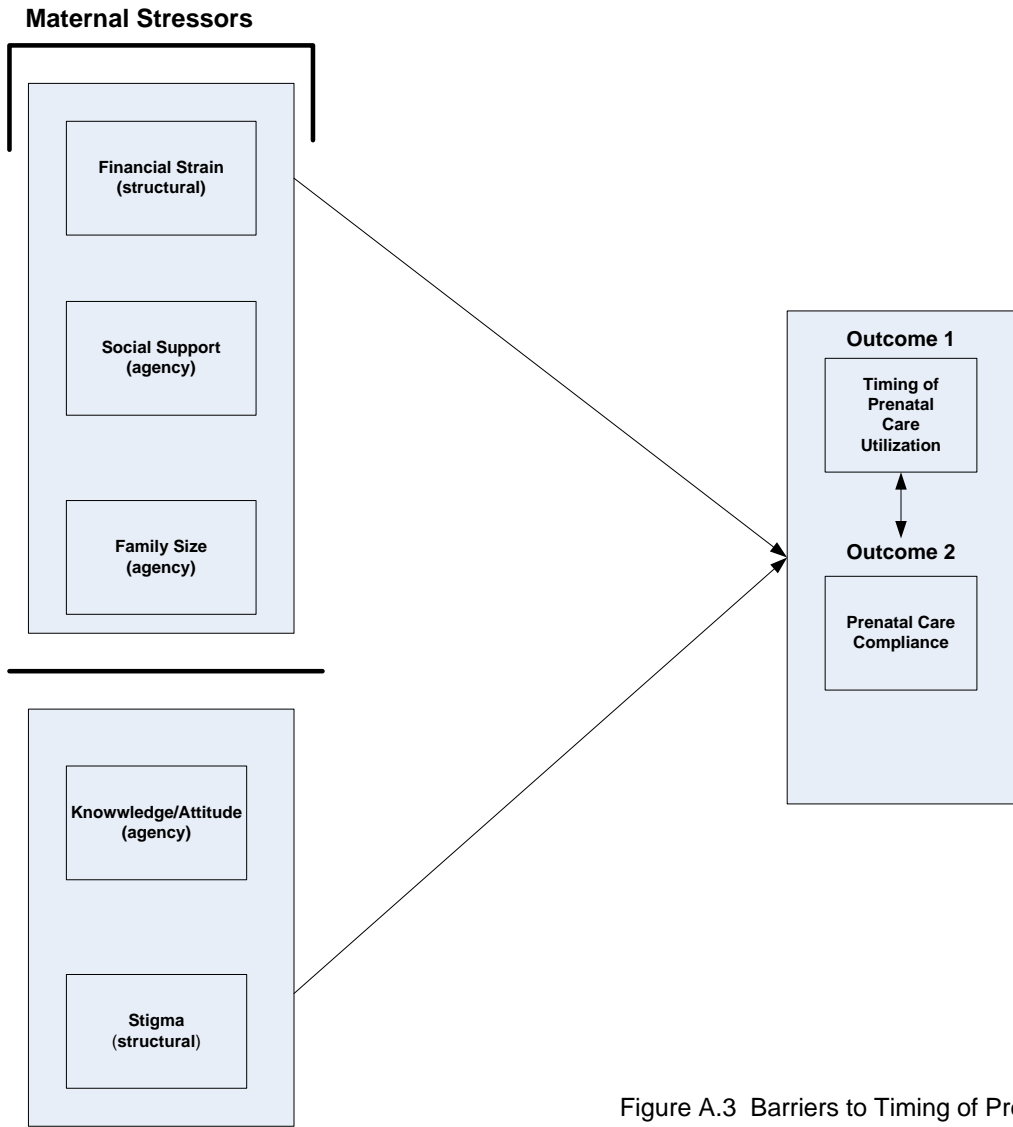 Maternal Stressors
Financial Strain
(structural)
Social Support
(agency)
Family Size
(agency)
Knowwledge/Attitude
(agency)
Stigma
(structural)
Outcome 1
Timing of
Prenatal
Care
Utilization
Outcome 2
Prenatal Care
Compliance
Figure A.3 Barriers to Timing of